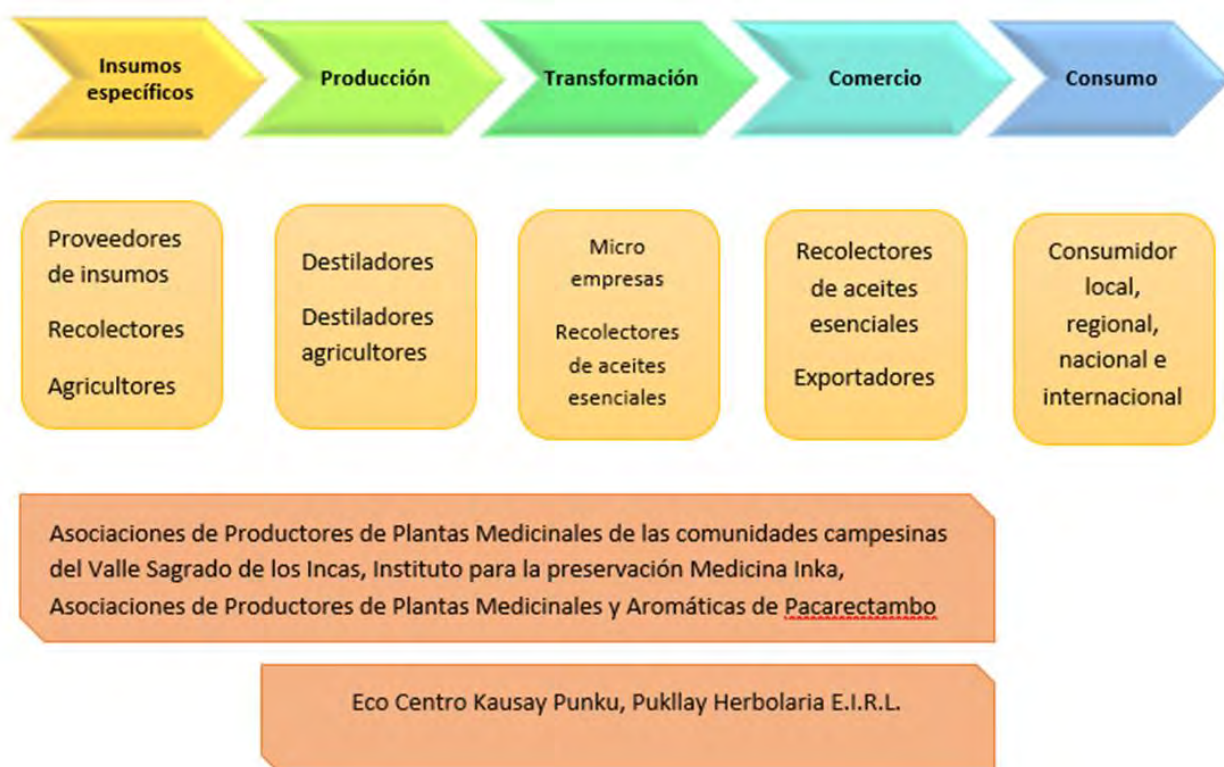 Insumos
específicos
Producción
Transformación
Comercio
Consumo
Proveedores
de insumos
Recolectores
Agricultores
Destiladores
Destiladores
agricultores
Micro
empresas
Recolectores
de aceites
esenciales
Recolectores
de aceites
esenciales
Exportadores
Consumidor
local,
regional,
nacional e
internacional
Asociaciones de Productores de Plantas Medicinales de las comunidades campesinas
del Valle Sagrado de los Incas, Instituto para la preservación Medicina Inka,
Asociaciones de Productores de Plantas Medicinales y Aromáticas de Pacarectambo
Eco Centro Kausay Punku, Pukllay Herbolaria E.I.R.L.